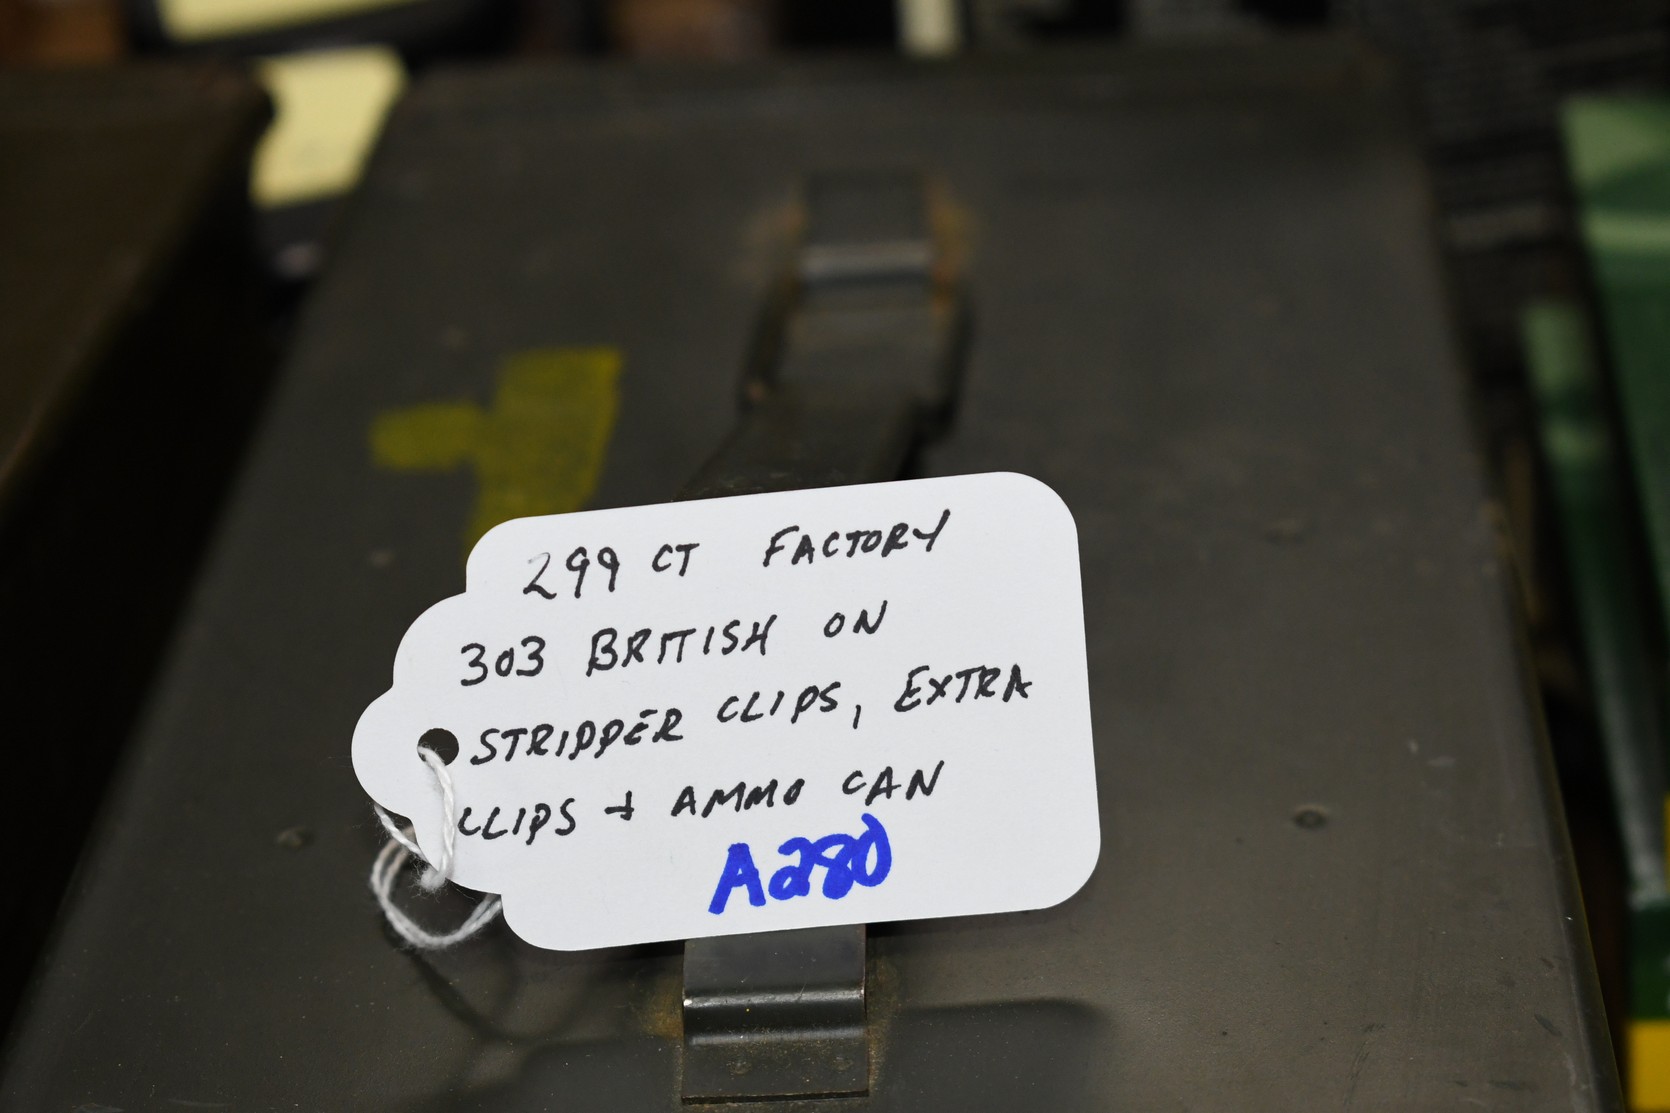 299 CT FACTORY
303 BRITISH ON
STRIPPER CLIPS, EXTRA
CLIPS + AMMO CAN
A280